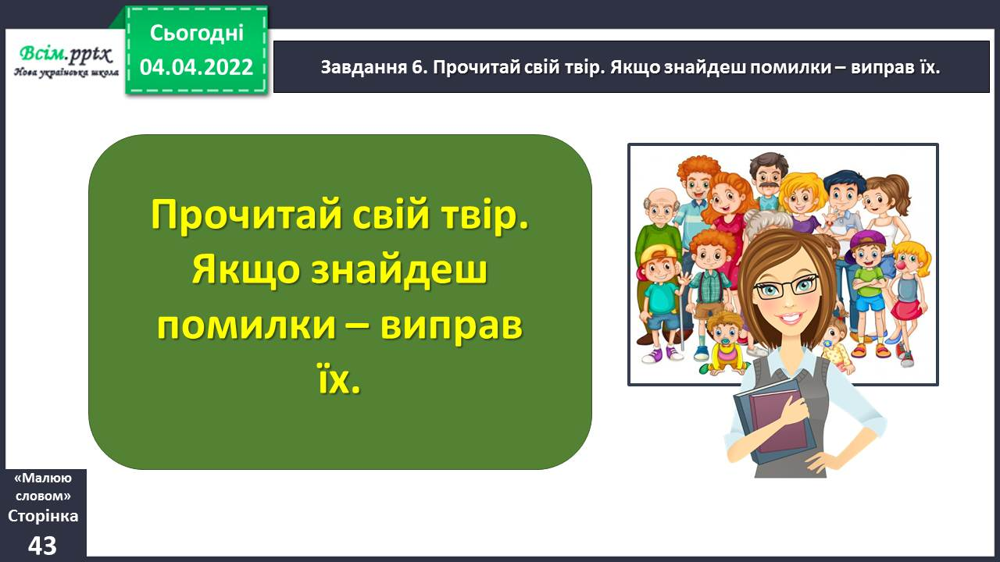 Всім.pptx
Нова українська школа
Сьогодні
04.04.2022
Завдання 6. Прочитай свій твір. Якщо знайдеш помилки – виправ їх.
Прочитай свій твір.
Якщо знайдеш
помилки – виправ
їх.
«Малюю
словом»
Сторінка
43